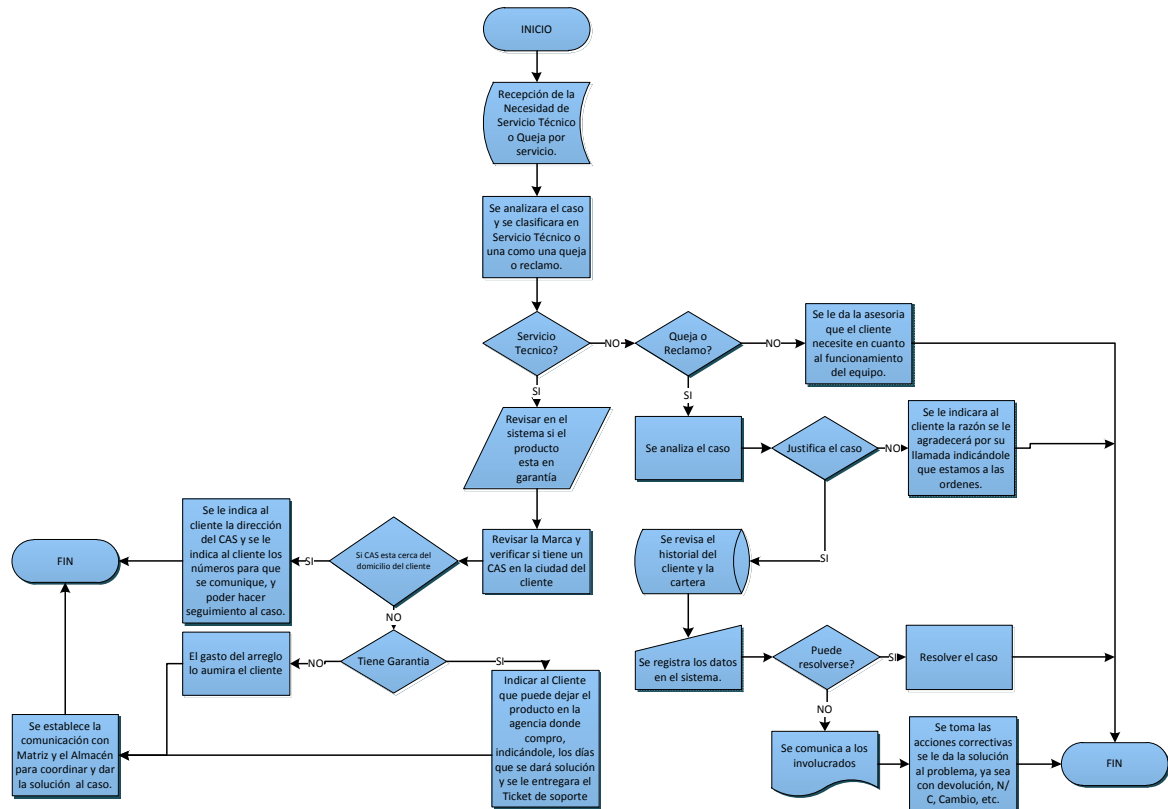 INICIO
Recepción de la
Necesidad de
Servicio Técnico
o Queja por
servicio.
Se analizara el caso
y se clasificara en
Servicio Técnico o
una como una queja
o reclamo.
Servicio
Tecnico?
NO
Queja o
Reclamo?
NO
Se le da la asesoria
que el cliente
necesite en cuanto
al funcionamiento
del equipo.
SI
SI
Revisar en el
sistema si el
producto
esta en
garantía
Se analiza el caso
Justifica el caso
NO
Se le indicara al
cliente la razón se le
agradecerá por su
llamada indicándole
que estamos a las
ordenes.
SI
Revisar la Marca y
verificar si tiene un
CAS en la ciudad del
cliente
Si CAS esta cerca del
domicilio del cliente
SI
Se le indica al
cliente la dirección
del CAS y se le
indica al cliente los
números para que
se comunique, y
poder hacer
seguimiento al caso.
FIN
NO
Tiene Garantia
NO
El gasto del arreglo
lo aumira el cliente
SI
Indicar al Cliente
que puede dejar el
producto en la
agencia donde
compro,
indicándole, los días
que se dará solución
y se le entregara el
Ticket de soporte
Se establece la
comunicación con
Matriz y el Almacén
para coordinar y dar
la solución al caso.
Se revisa el
historial del
cliente y la
cartera
Se registra los datos
en el sistema.
Puede
resolverse?
SI
Resolver el caso
NO
Se comunica a los
involucrados
Se toma las
acciones correctivas
se le da la solución
al problema, ya sea
con devolución, N/
C, Cambio, etc.
FIN